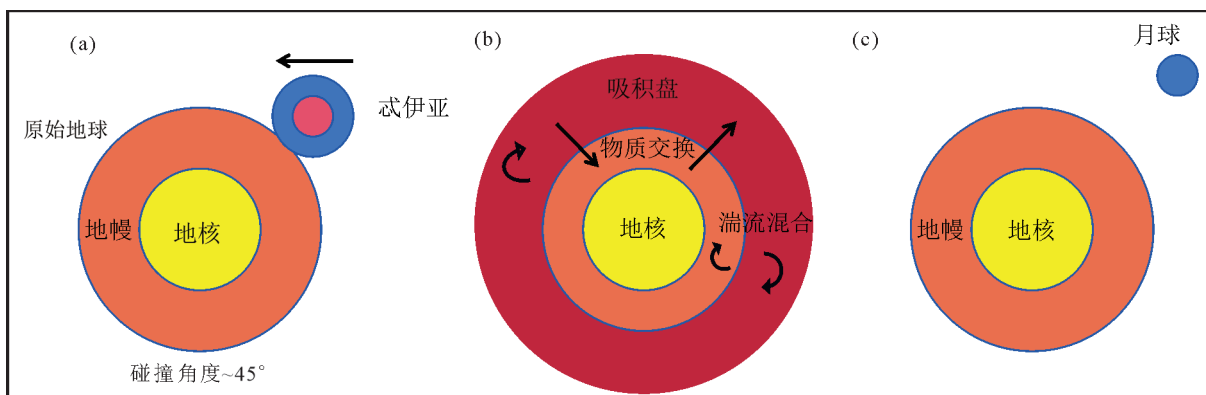 (a)
忒伊亚
原始地球
地幔
地核
碰撞角度~45°
(b)
吸积盘
物质交换
湍流混合
地核
(c)
月球
地幔
地核